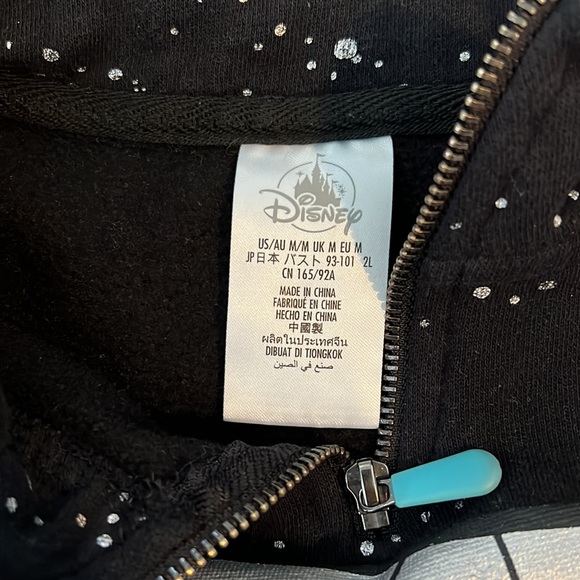 Disney
US/AU M/M UK M EU M
JP日本 バスト 93-101 2L
CN 165/92A
MADE IN CHINA
FABRIQUÉ EN CHINE
HECHO EN CHINA
中國製
ผลิตในประเทศจีน
DIBUAT DI TIONGKOK
صنع في الصين